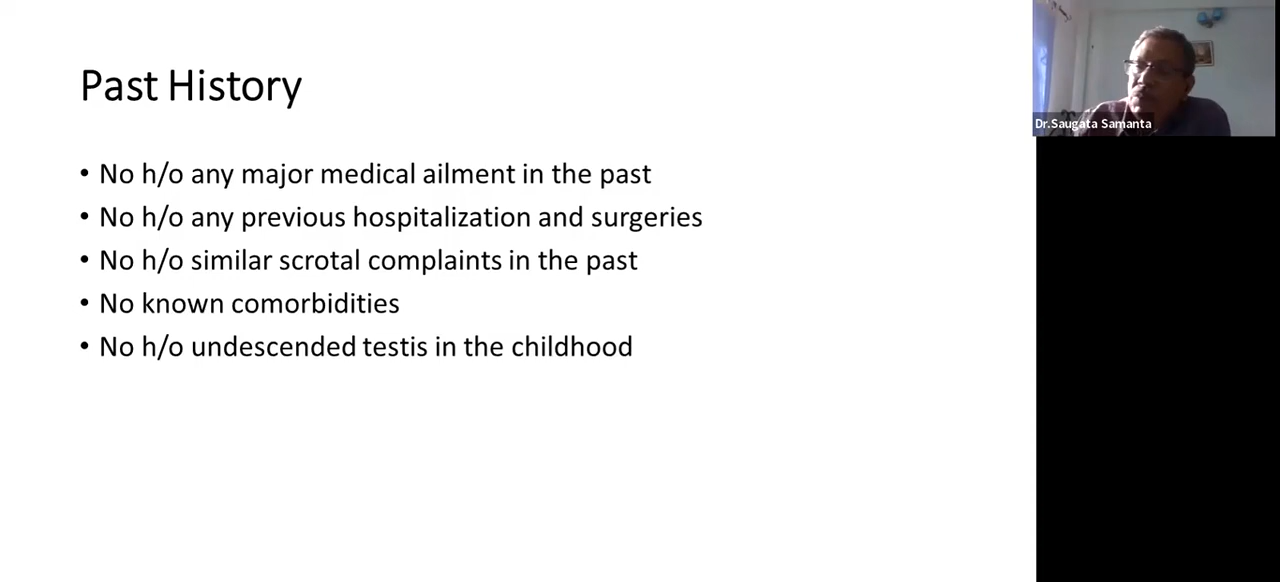 Past History
• No h/o any major medical ailment in the past
• No h/o any previous hospitalization and surgeries
• No h/o similar scrotal complaints in the past
• No known comorbidities
• No h/o undescended testis in the childhood
Dr.Saugata Samanta